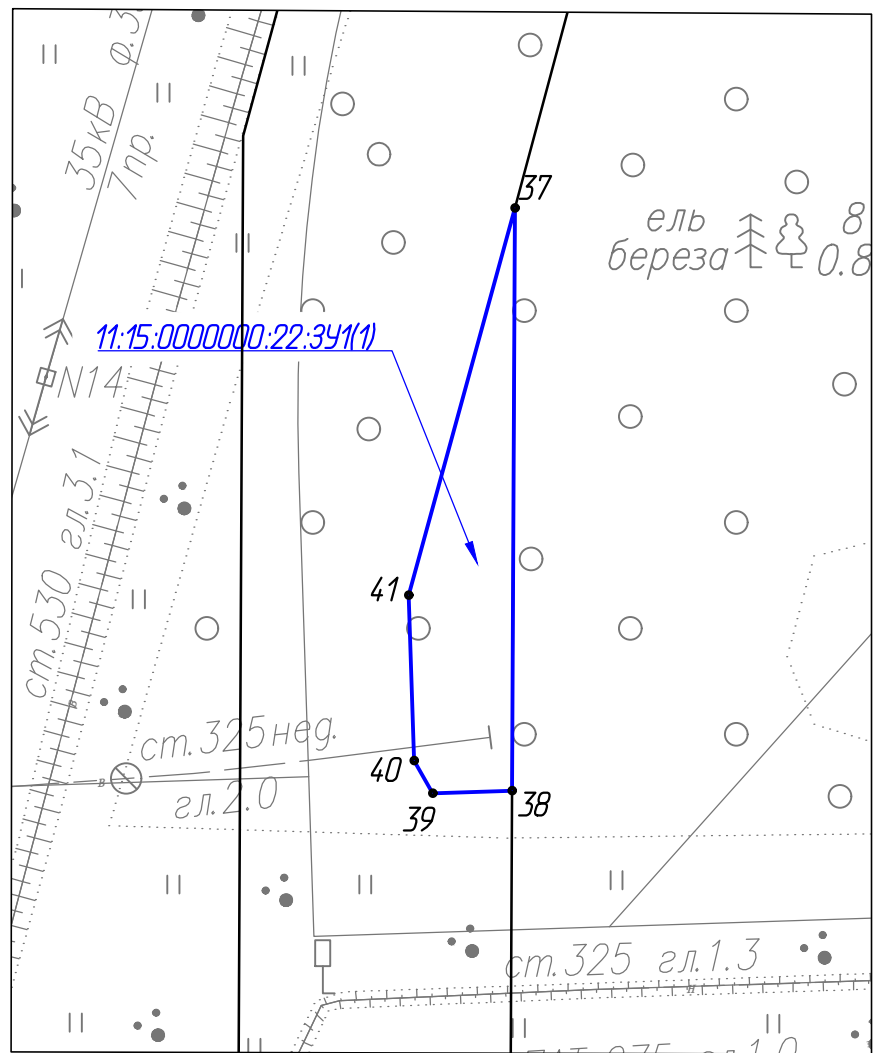 35кВ
7пр.
37
ель
береза
8
0.8
11:15:0000000:22:ЗУ1(1)
N14
ст.530 гл.3.1
41
ст.325нед.
40
гл.2.0
39
38
в
в
ст.325 гл.1.3
н